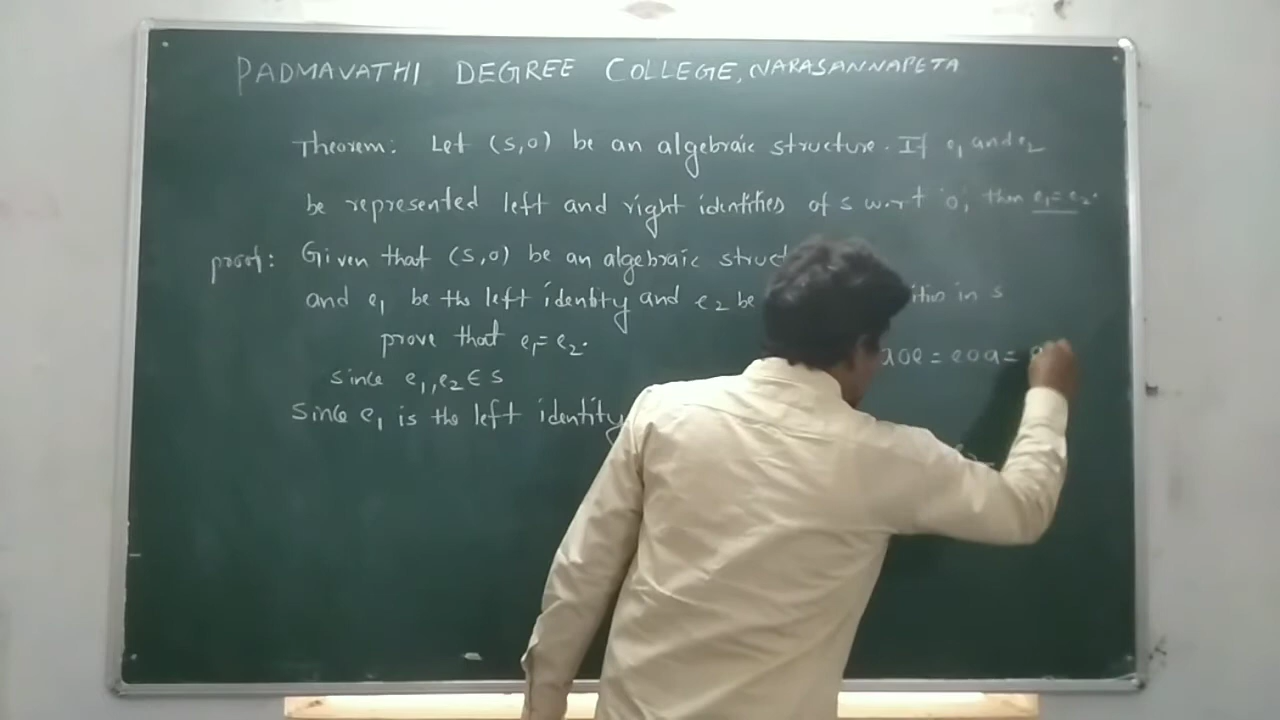 PADMAVATHI DEGREE COLLEGE, NARASANNAPETA
Theorem: Let (S,o) be an algebraic structure. If e₁ and e₂
be represented left and right identities of S w.r.t 'o', then e₁=e₂.
proof: Given that (S,o) be an algebraic struct
and e₁ be the left identity and e₂ be in S
prove that e₁=e₂.
aoe = eoa =
Since e₁,e₂ ∈ S
Since e₁ is the left identity